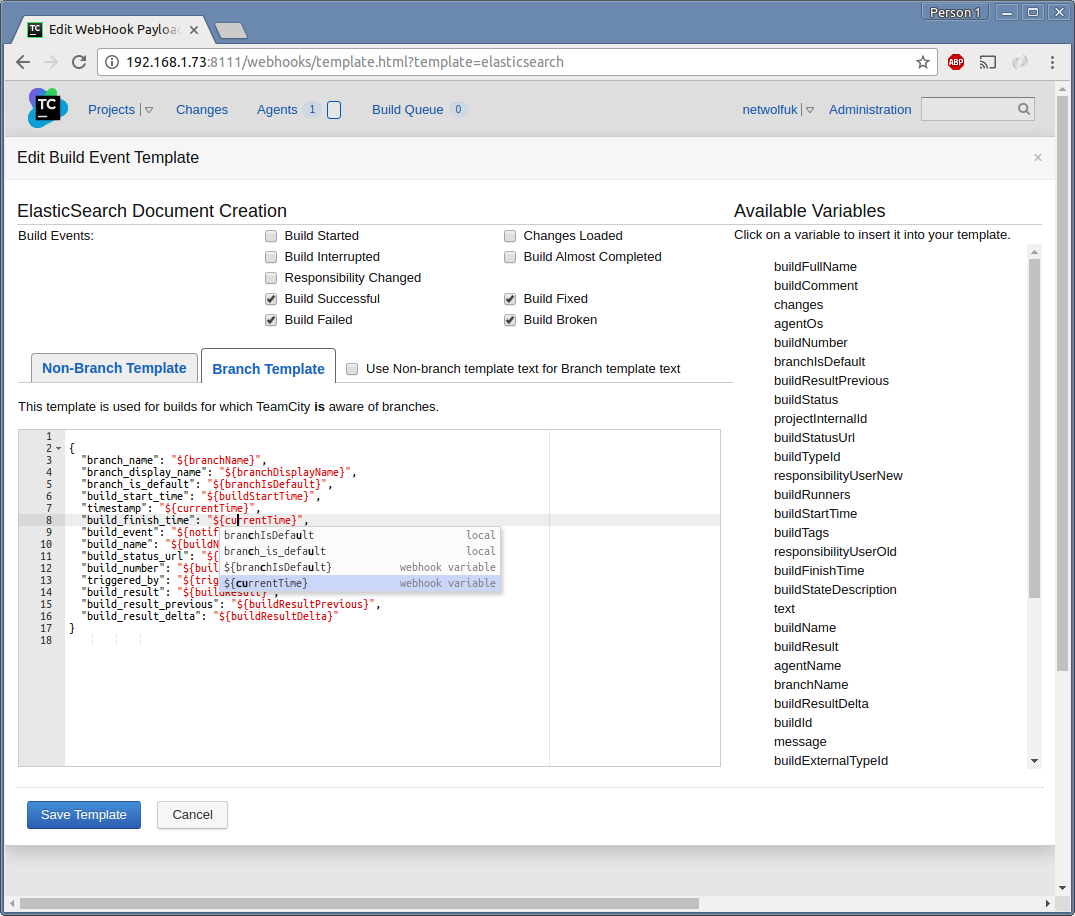 Person 1
TC Edit WebHook Payloa
192.168.1.73:8111/webhooks/template.html?template=elasticsearch
ABP
TC Projects Changes Agents 1 Build Queue 0 netwolfuk Administration
Edit Build Event Template ×
ElasticSearch Document Creation
Build Events:
Build Started Changes Loaded
Build Interrupted Build Almost Completed
Responsibility Changed
Build Successful Build Fixed
Build Failed Build Broken
Non-Branch Template Branch Template Use Non-branch template text for Branch template text
This template is used for builds for which TeamCity is aware of branches.
1
2 {
3 "branch_name": "${branchName}",
4 "branch_display_name": "${branchDisplayName}",
5 "branch_is_default": "${branchIsDefault}",
6 "build_start_time": "${buildStartTime}",
7 "timestamp": "${currentTime}",
8 "build_finish_time": "${currentTime}",
9 "build_event": "${notif
10 "build_name": "${buildN
11 "build_status_url": "${
12 "build_number": "${buil
13 "triggered_by": "${trig
14 "build_result": "${buildResult}",
15 "build_result_previous": "${buildResultPrevious}",
16 "build_result_delta": "${buildResultDelta}"
17 }
18
branchIsDefault local
branch_is_default local
${branchIsDefault} webhook variable
${currentTime} webhook variable
Available Variables
Click on a variable to insert it into your template.
buildFullName
buildComment
changes
agentOs
buildNumber
branchIsDefault
buildResultPrevious
buildStatus
projectInternalId
buildStatusUrl
buildTypeId
responsibilityUserNew
buildRunners
buildStartTime
buildTags
responsibilityUserOld
buildFinishTime
buildStateDescription
text
buildName
buildResult
agentName
branchName
buildResultDelta
buildId
message
buildExternalTypeId
Save Template Cancel